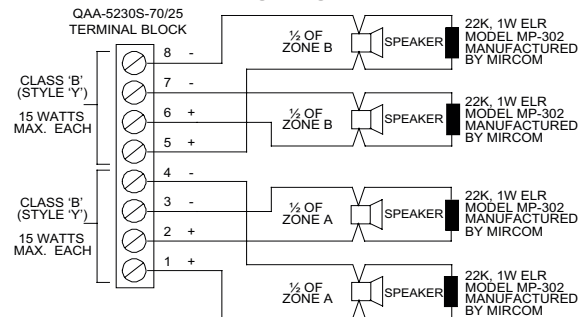 QAA-5230S-70/25
TERMINAL BLOCK
8 -
7 -
6 +
5 +
4 -
3 -
2 +
1 +
CLASS 'B'
(STYLE 'Y')
15 WATTS
MAX. EACH
CLASS 'B'
(STYLE 'Y')
15 WATTS
MAX. EACH
½ OF
ZONE B
SPEAKER
22K, 1W ELR
MODEL MP-302
MANUFACTURED
BY MIRCOM
½ OF
ZONE B
SPEAKER
22K, 1W ELR
MODEL MP-302
MANUFACTURED
BY MIRCOM
½ OF
ZONE A
SPEAKER
22K, 1W ELR
MODEL MP-302
MANUFACTURED
BY MIRCOM
½ OF
ZONE A
SPEAKER
22K, 1W ELR
MODEL MP-302
MANUFACTURED
BY MIRCOM